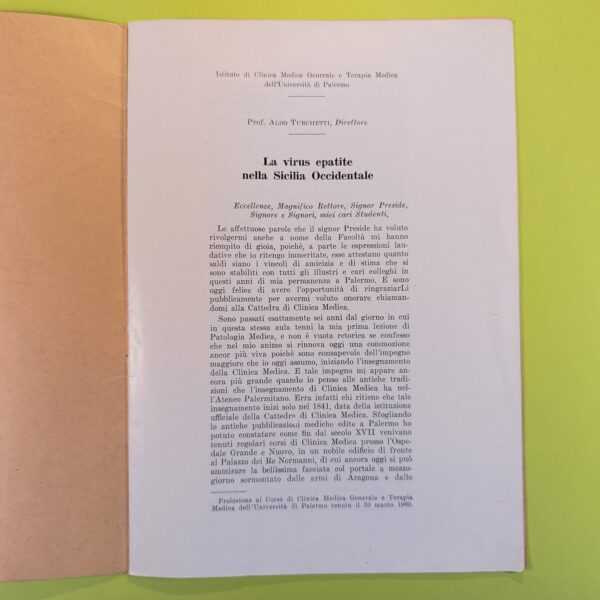 Istituto di Clinica Medica Generale e Terapia Medica
dell'Università di Palermo
Prof. Aldo Turchetti, Direttore
La virus epatite
nella Sicilia Occidentale
Eccellenze, Magnifico Rettore, Signor Preside,
Signore e Signori, miei cari Studenti,
Le affettuose parole che il signor Preside ha voluto
rivolgermi anche a nome della Facoltà mi hanno
riempito di gioia, poichè, a parte le espressioni lau-
dative che io ritengo immeritate, osse attestano quanto
saldi siano i vincoli di amicizia e di stima che si
sono stabiliti con tutti gli illustri e cari colleghi in
questi anni di mia permanenza a Palermo. E sono
oggi felice di avere l'opportunità di ringraziarLi
pubblicamente per avermi voluto onorare chiaman-
domi alla Cattedra di Clinica Medica.
Sono passati esattamente sei anni dal giorno in cui
in questa stessa aula tenni la mia prima lezione di
Patologia Medica, e non è vuota retorica se confesso
che nel mio animo si rinnova oggi una commozione
ancor più viva poichè sono consapevole dell'impegno
maggiore che io oggi assumo, iniziando l'insegnamento
della Clinica Medica. E tale impegno mi appare an-
cora più grande quando io penso alle antiche tradi-
zioni che l'insegnamento di Clinica Medica ha nel-
l'Ateneo Palermitano. Erra infatti chi ritiene che tale
insegnamento inizi solo nel 1841, data della istituzione
ufficiale della Cattedra di Clinica Medica. Sfogliando
le antiche pubblicazioni mediche edite a Palermo ho
potuto constatare come fin dal secolo XVII venivano
tenuti regolari corsi di Clinica Medica presso l'Ospe-
dale Grande e Nuovo, in un nobile edificio di fronte
al Palazzo dei Re Normanni, di cui ancora oggi si può
ammirare la bellissima facciata col portale a mezzo-
giorno sormontato dalle armi di Aragona e dallo
Prolusione al Corso di Clinica Medica Generale e Terapia
Medica dell'Università di Palermo tenuta il 30 marzo 1960.